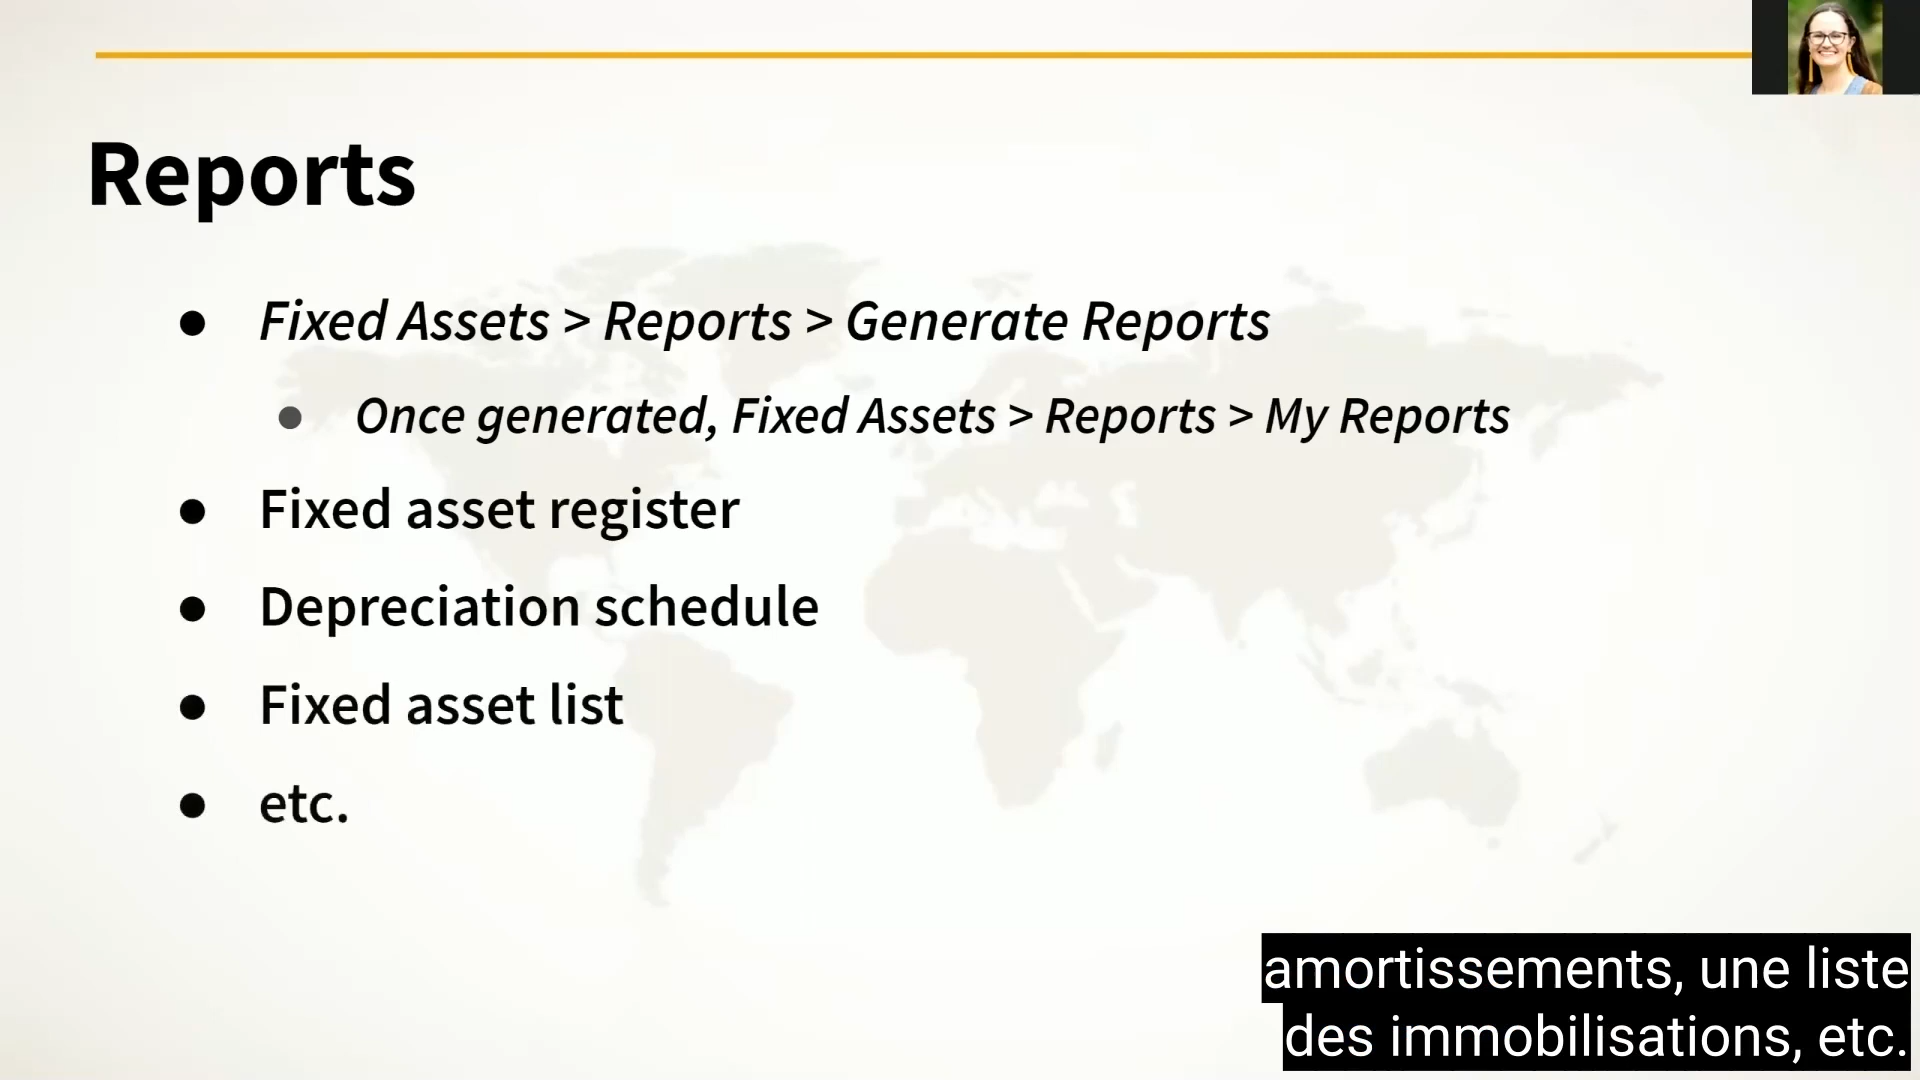 Reports
Fixed Assets > Reports > Generate Reports
Once generated, Fixed Assets > Reports > My Reports
Fixed asset register
Depreciation schedule
Fixed asset list
etc.
amortissements, une liste
des immobilisations, etc.